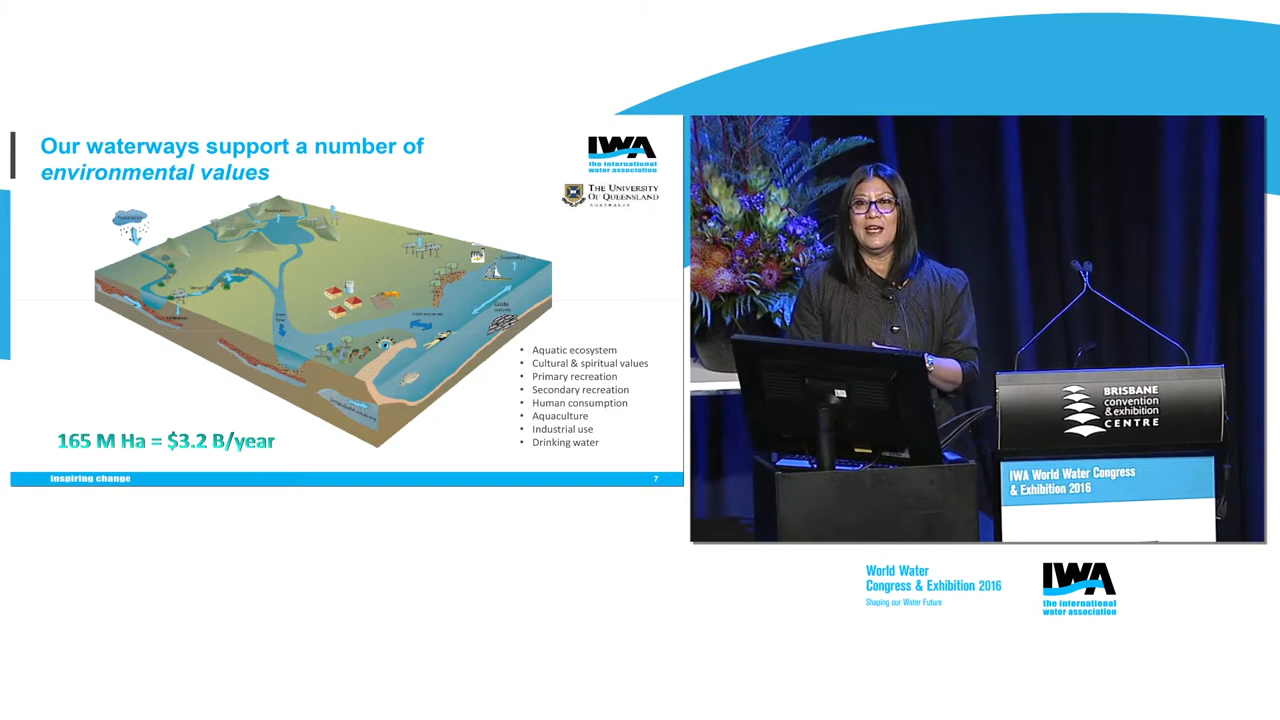 Our waterways support a number of
environmental values
IWA
the international
water association
THE UNIVERSITY
OF QUEENSLAND
AUSTRALIA
Precipitation
Aquatic ecosystem
Cultural & spiritual values
Primary recreation
Secondary recreation
Human consumption
Aquaculture
Industrial use
Drinking water
165 M Ha = $3.2 B/year
inspiring change
7
BRISBANE
convention
& exhibition
CENTRE
IWA World Water Congress
& Exhibition 2016
World Water
Congress & Exhibition 2016
Shaping our Water Future
IWA
the international
water association